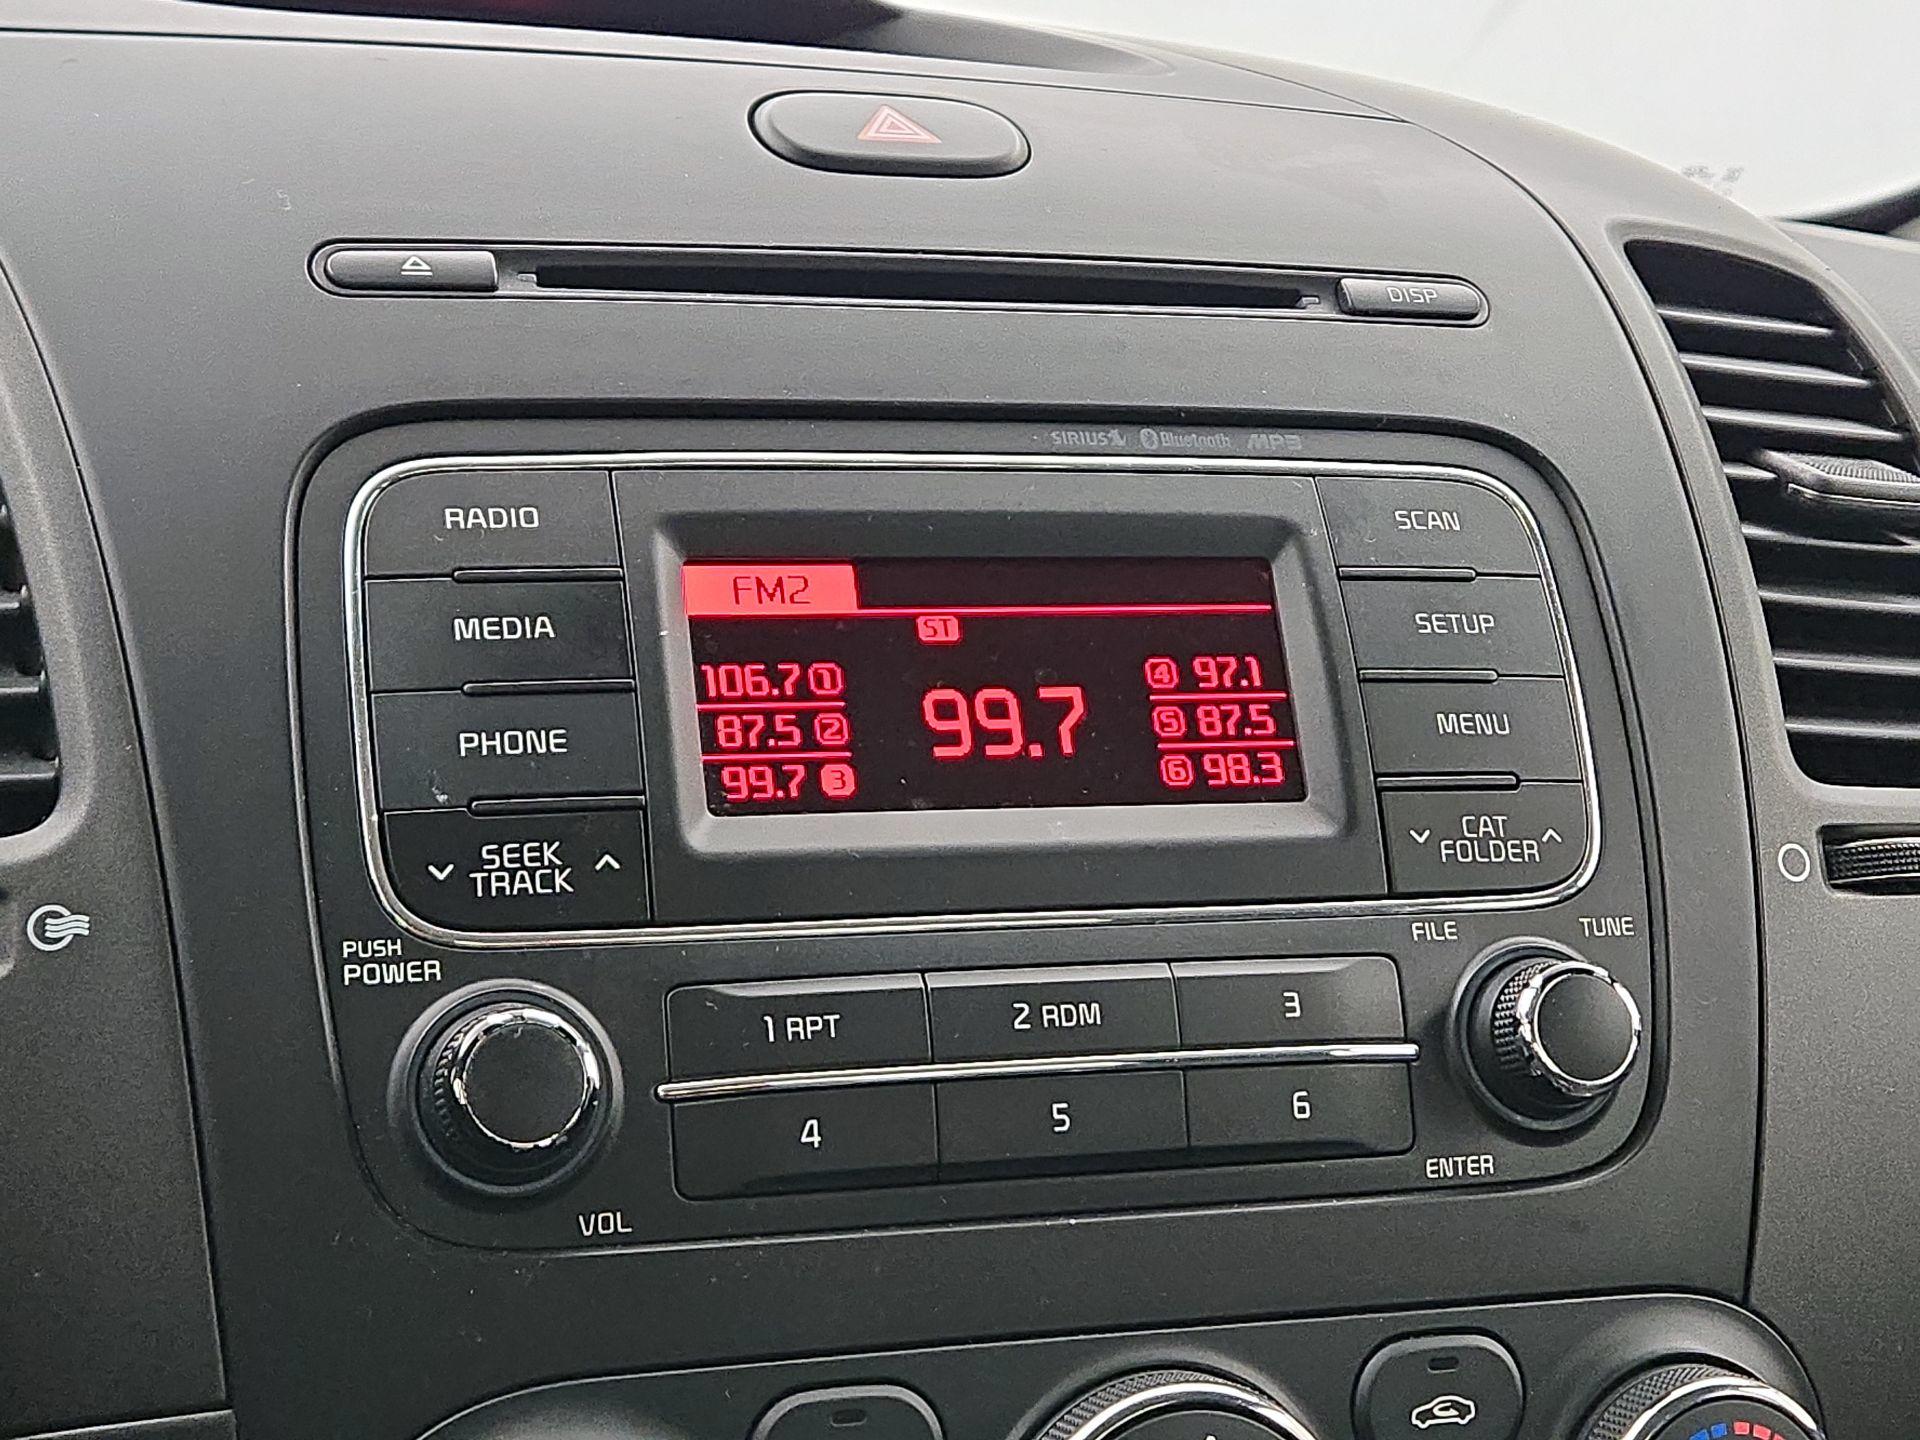 DISP
SIRIUS Bluetooth MP3
RADIO
MEDIA
PHONE
SEEK
TRACK
FM2
ST
106.7 1
87.5 2
99.7 3
99.7
4 97.1
5 87.5
6 98.3
SCAN
SETUP
MENU
CAT
FOLDER
PUSH
POWER
VOL
1 RPT
2 RDM
3
4
5
6
FILE
TUNE
ENTER